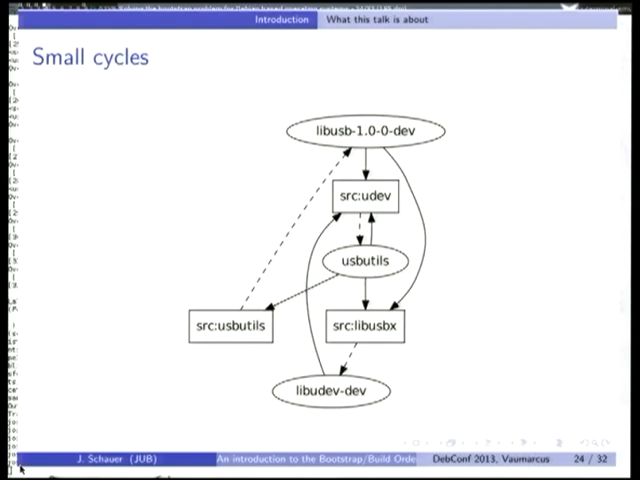 Introduction
What this talk is about
Small cycles
libusb-1.0-0-dev
src:udev
usbutils
src:usbutils
src:libusbx
libudev-dev
J. Schauer (JUB)
An introduction to the Bootstrap/Build Orde
DebConf 2013, Vaumarcus
24 / 32